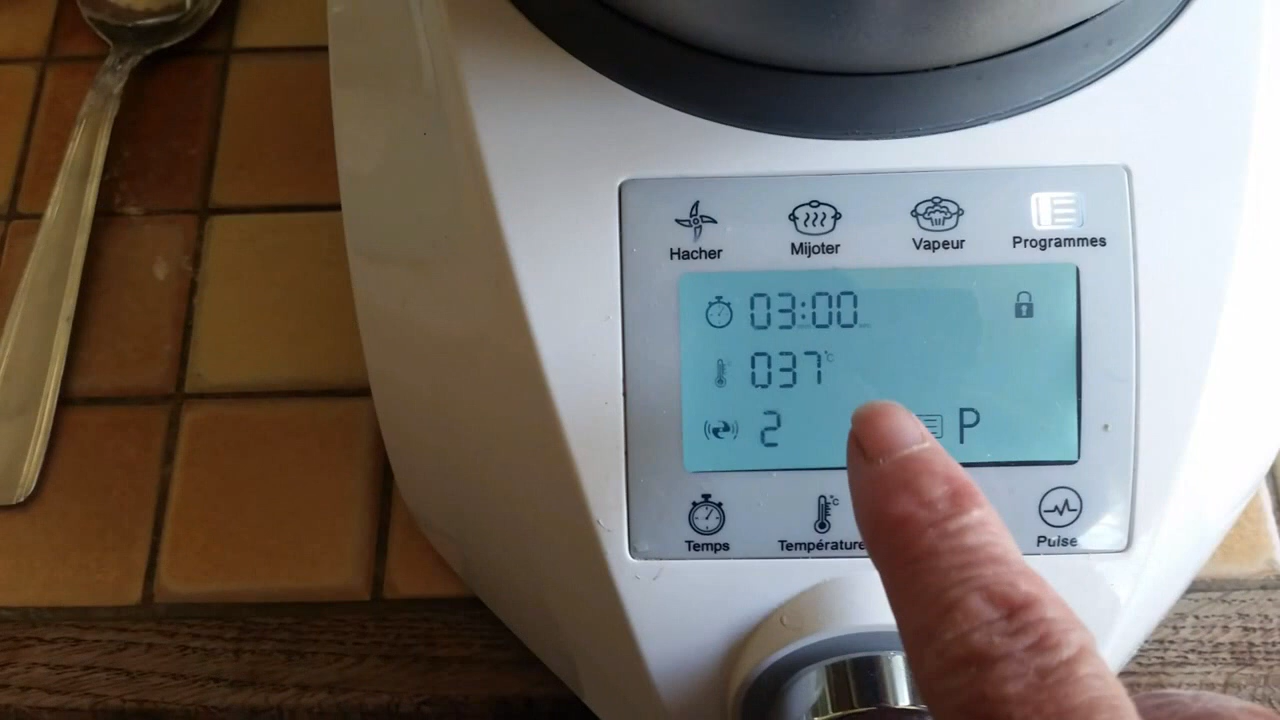 Hacher Mijoter Vapeur Programmes
03:00
037°C
2 P
Temps Température Pulse